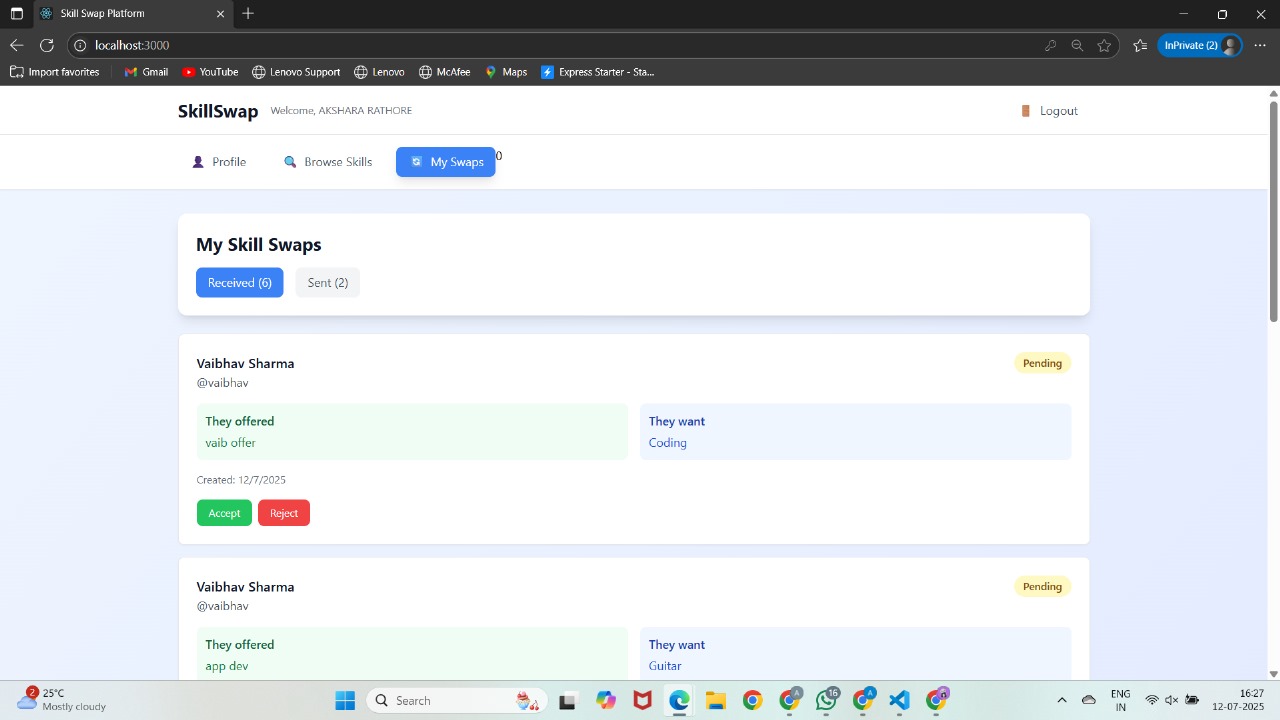 Skill Swap Platform
localhost:3000
InPrivate (2)
Import favorites Gmail YouTube Lenovo Support Lenovo McAfee Maps Express Starter - Sta...
SkillSwap Welcome, AKSHARA RATHORE Logout
Profile Browse Skills My Swaps 0
My Skill Swaps
Received (6) Sent (2)
Vaibhav Sharma Pending
@vaibhav
They offered They want
vaib offer Coding
Created: 12/7/2025
Accept Reject
Vaibhav Sharma Pending
@vaibhav
They offered They want
app dev Guitar
2 25°C
Mostly cloudy
Search
A 16 A
ENG
IN
16:27
12-07-2025